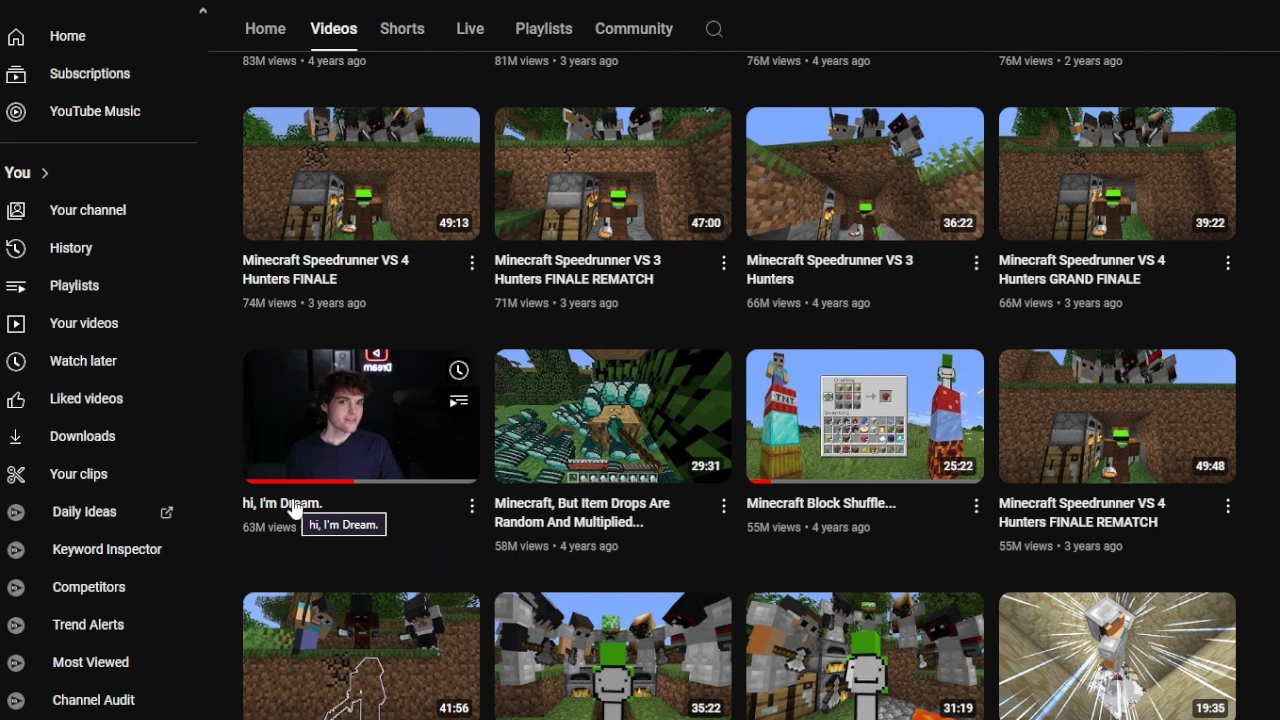 Home
Subscriptions
YouTube Music
You
Your channel
History
Playlists
Your videos
Watch later
Liked videos
Downloads
Your clips
Daily Ideas
Keyword Inspector
Competitors
Trend Alerts
Most Viewed
Channel Audit
Home Videos Shorts Live Playlists Community
83M views • 4 years ago
81M views • 3 years ago
76M views • 4 years ago
76M views • 2 years ago
49:13
Minecraft Speedrunner VS 4
Hunters FINALE
74M views • 3 years ago
47:00
Minecraft Speedrunner VS 3
Hunters FINALE REMATCH
71M views • 3 years ago
36:22
Minecraft Speedrunner VS 3
Hunters
66M views • 4 years ago
39:22
Minecraft Speedrunner VS 4
Hunters GRAND FINALE
66M views • 3 years ago
Dream
hi, I'm Dream.
63M views
hi, I'm Dream.
29:31
Minecraft, But Item Drops Are
Random And Multiplied...
58M views • 4 years ago
Crafting
TNT
25:22
Minecraft Block Shuffle...
55M views • 4 years ago
49:48
Minecraft Speedrunner VS 4
Hunters FINALE REMATCH
55M views • 3 years ago
41:56
35:22
31:19
19:35